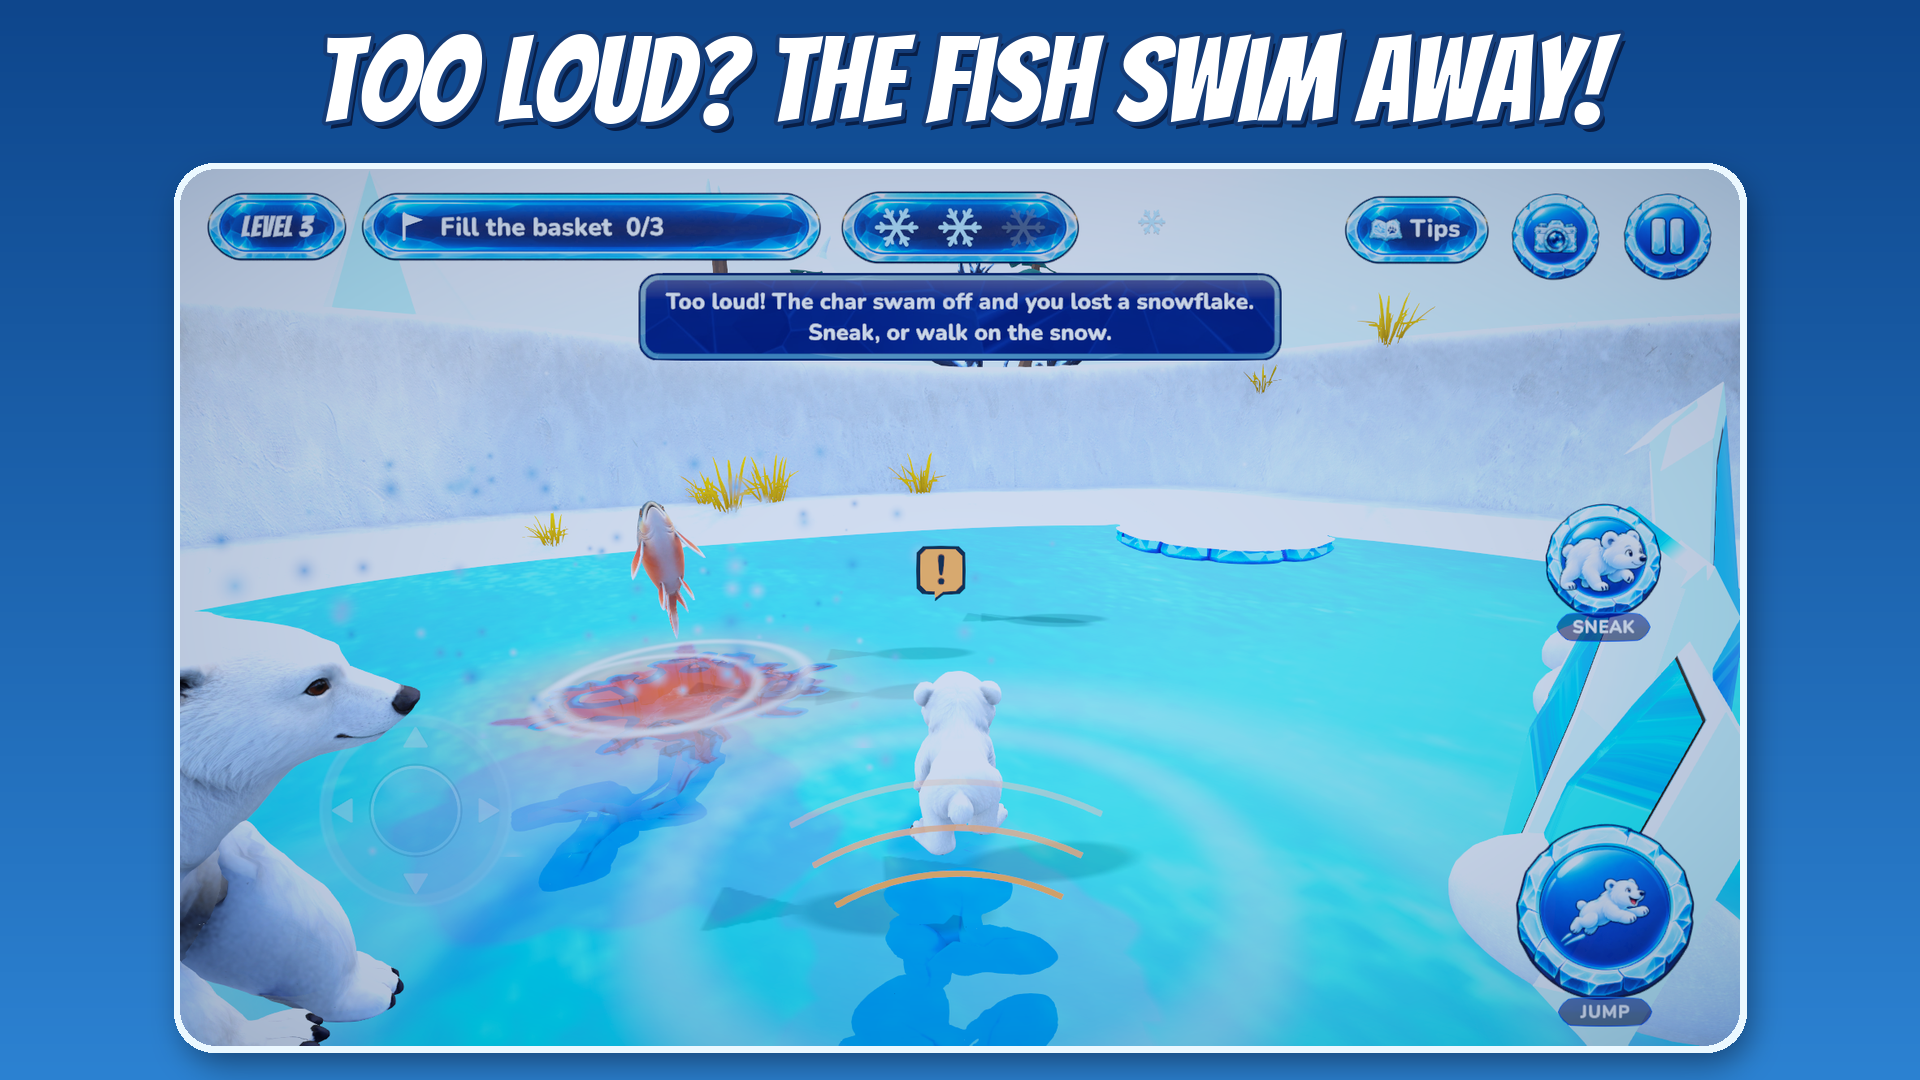 TOO LOUD? THE FISH SWIM AWAY!
LEVEL 3
Fill the basket 0/3
Tips
Too loud! The char swam off and you lost a snowflake.
Sneak, or walk on the snow.
!
SNEAK
JUMP